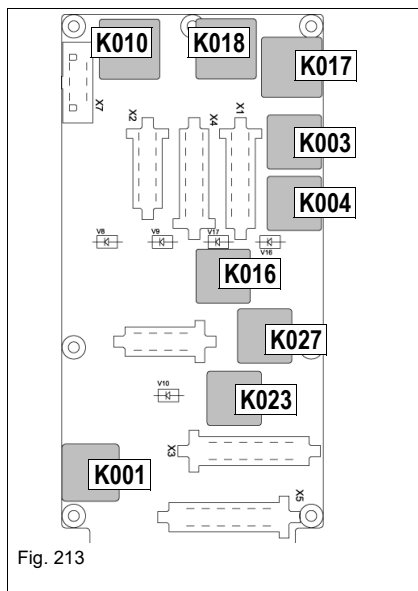 K010
K018
K017
X7
X2
X4
X1
K003
K004
V8
V9
V17
V16
K016
K027
V10
K023
X3
K001
X5
Fig. 213